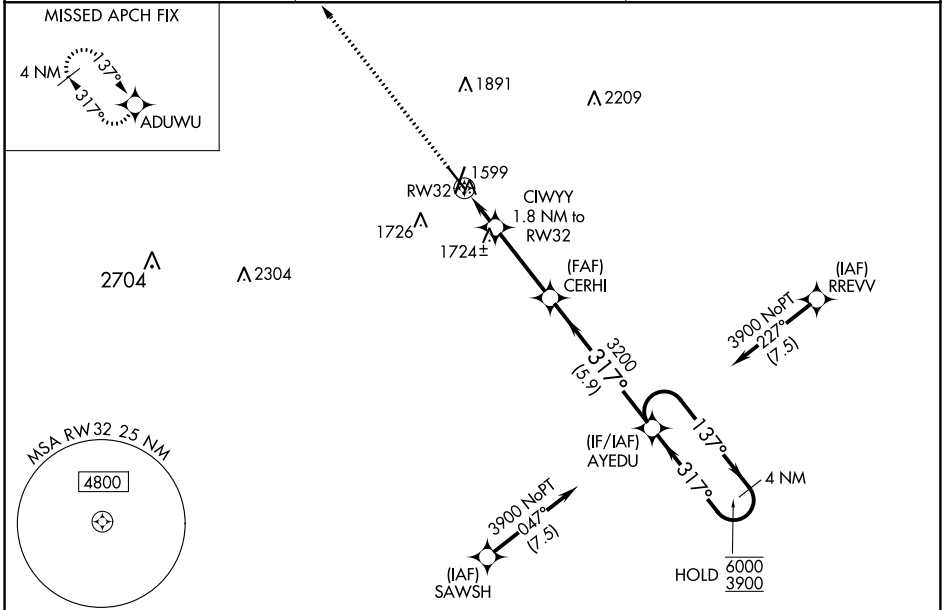 MISSED APCH FIX
4 NM
137°
317°
ADUWU
1891
2209
1599
RW32
CIWYY
1.8 NM to
RW32
1726
1724±
2704
2304
(FAF)
CERHI
(IAF)
RREVV
3900 NoPT
227°
(7.5)
3200
317°
(5.9)
(IF/IAF)
AYEDU
137°
317°
4 NM
MSA RW32 25 NM
4800
3900 NoPT
047°
(7.5)
(IAF)
SAWSH
HOLD
6000
3900